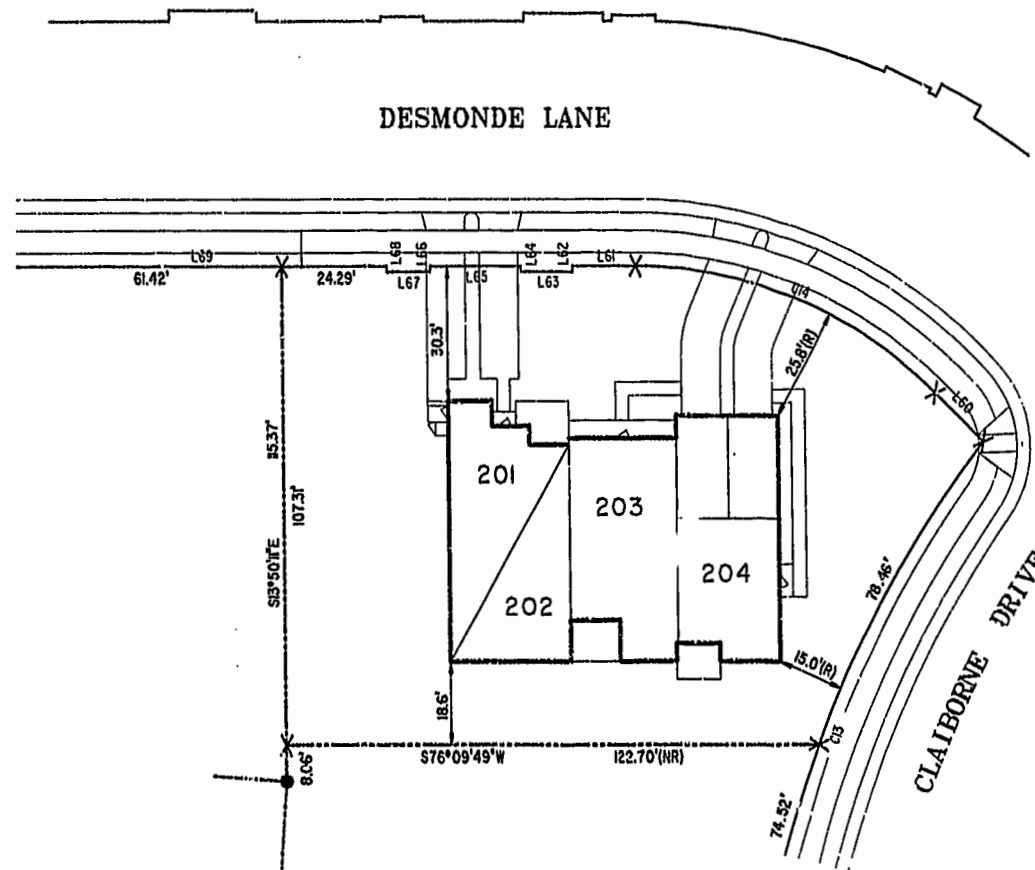 DESMONDE LANE
L69
L68
L66
L64
L62
L61
61.42'
24.29'
L67
L65
L63
C14
30.3'
25.8'(R)
L60
115.37'
107.31'
S13°50'11"E
201
203
204
202
78.46'
15.0'(R)
18.6'
CLAIBORNE DRIVE
C13
S76°09'49"W
122.70'(NR)
8.06'
74.52'